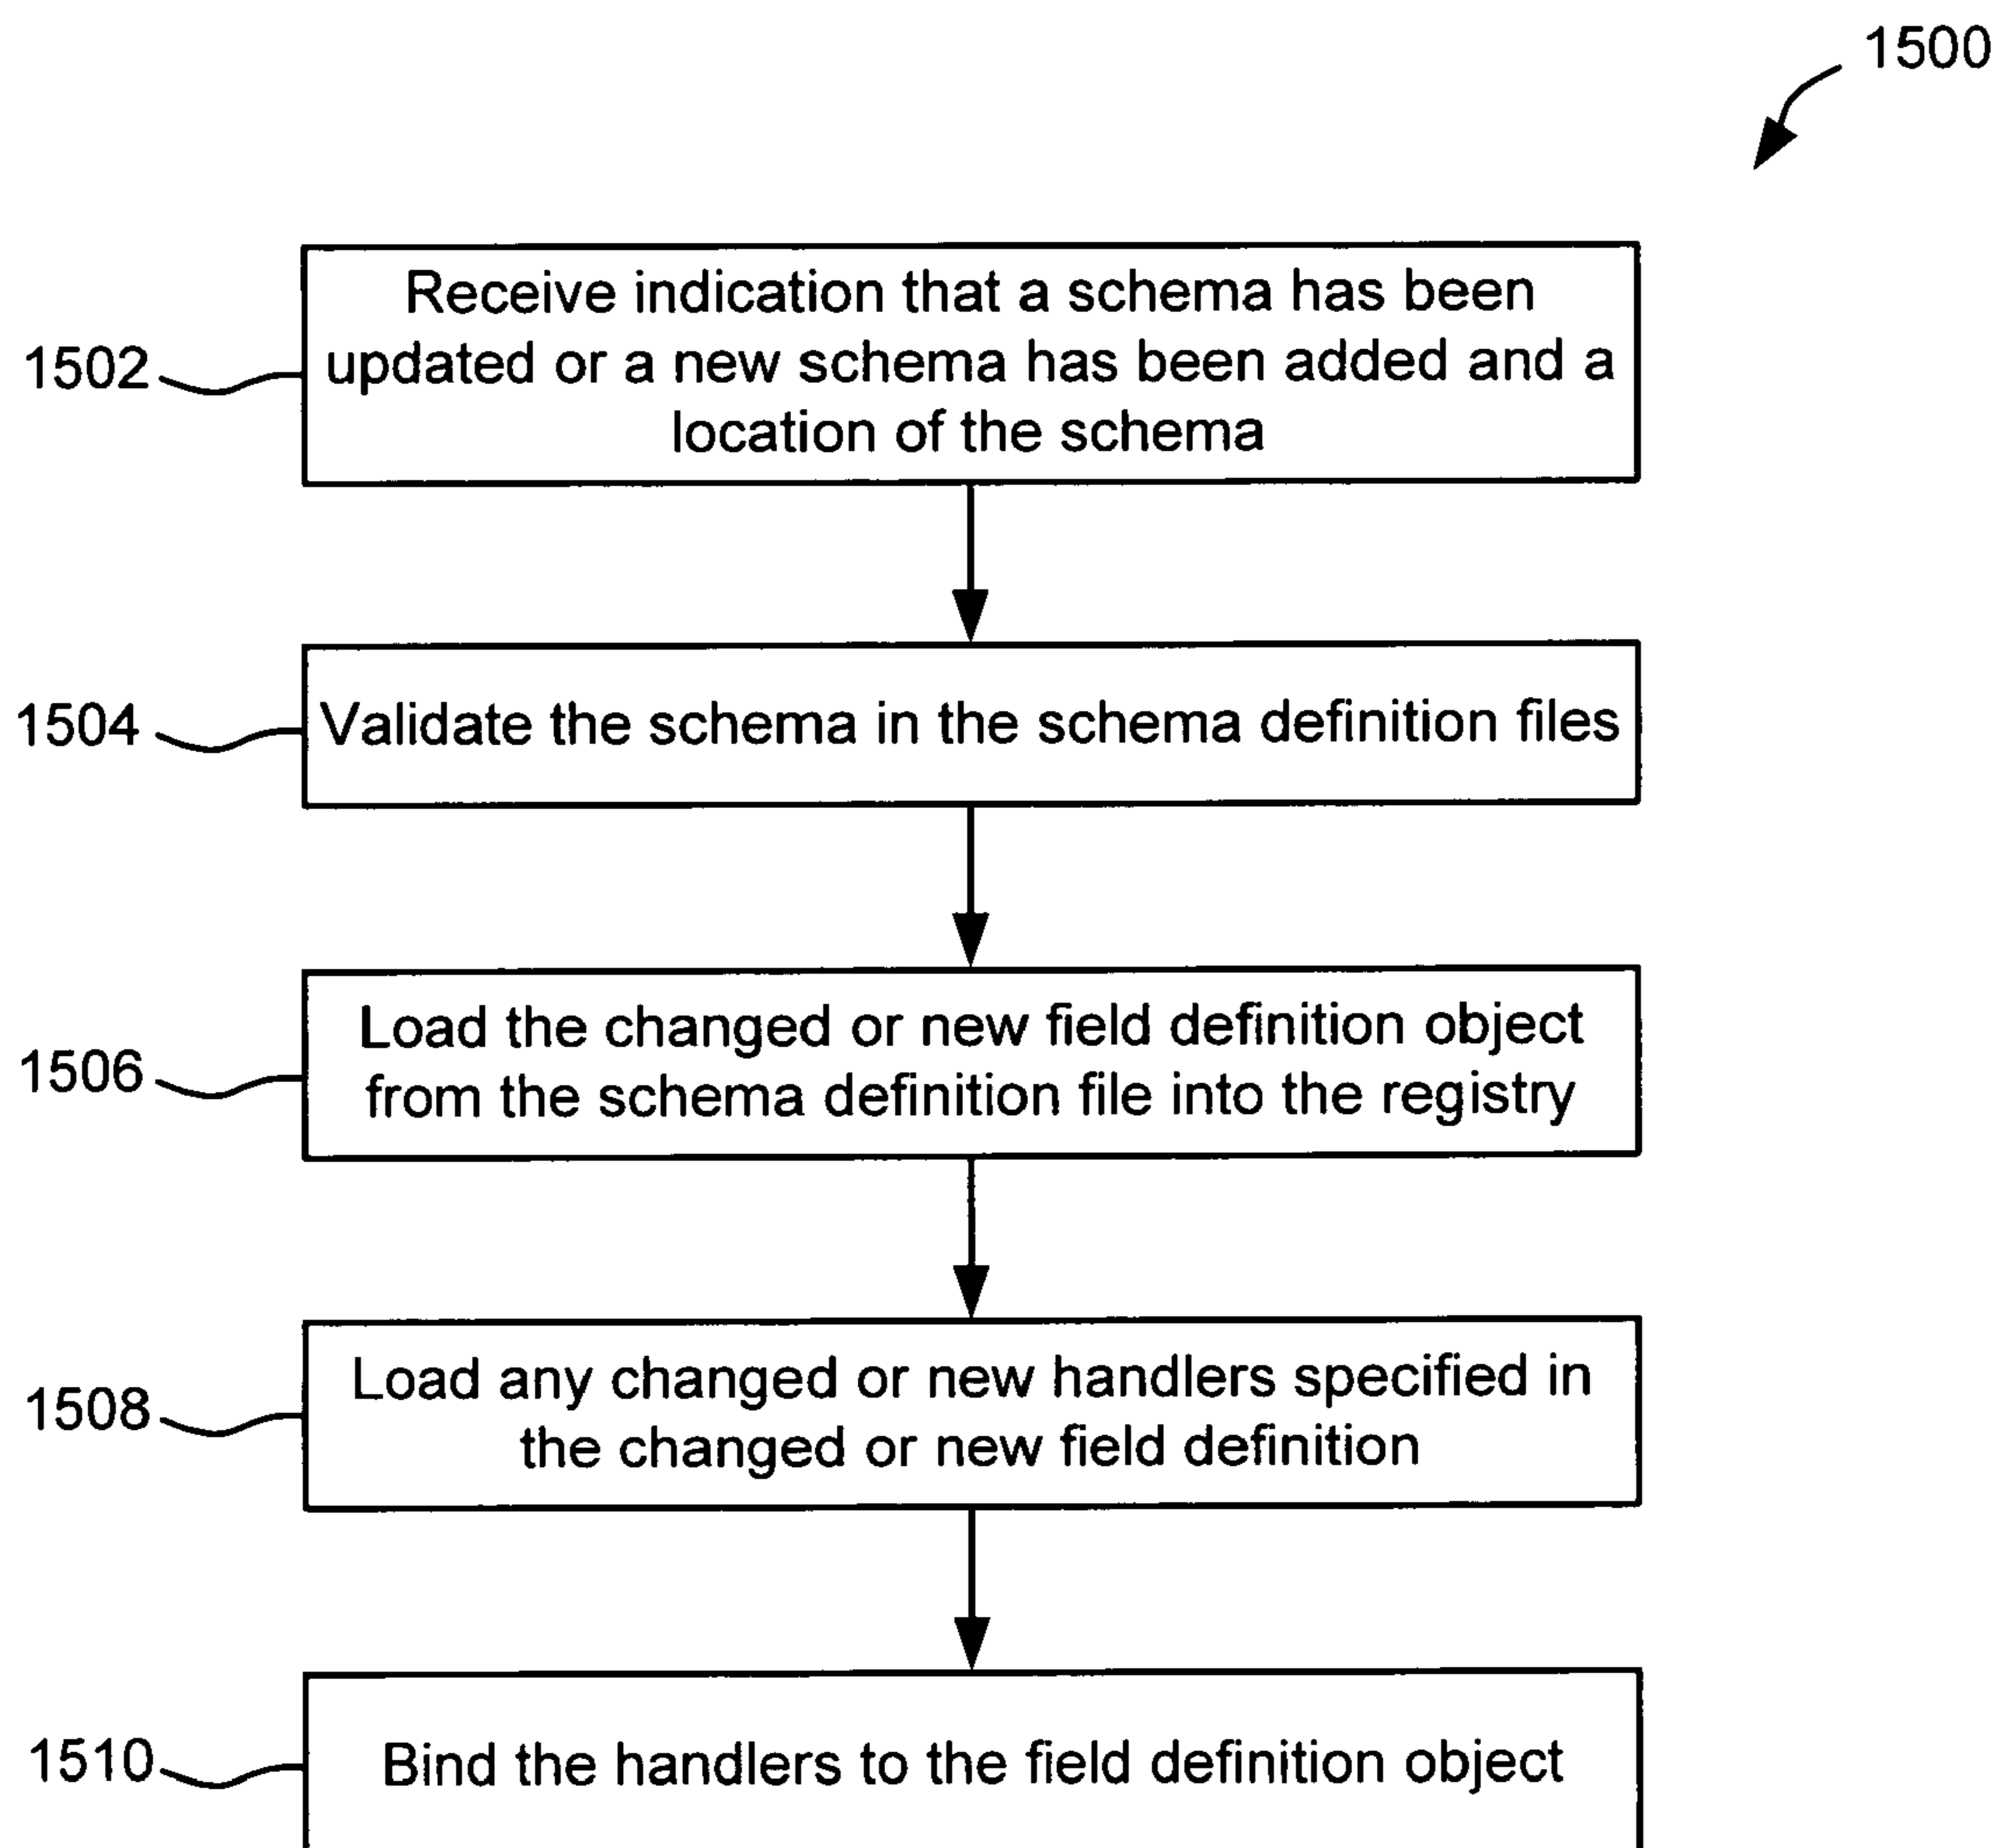 1500
Receive indication that a schema has been
updated or a new schema has been added and a
location of the schema
1502
Validate the schema in the schema definition files
1504
Load the changed or new field definition object
from the schema definition file into the registry
1506
Load any changed or new handlers specified in
the changed or new field definition
1508
Bind the handlers to the field definition object
1510